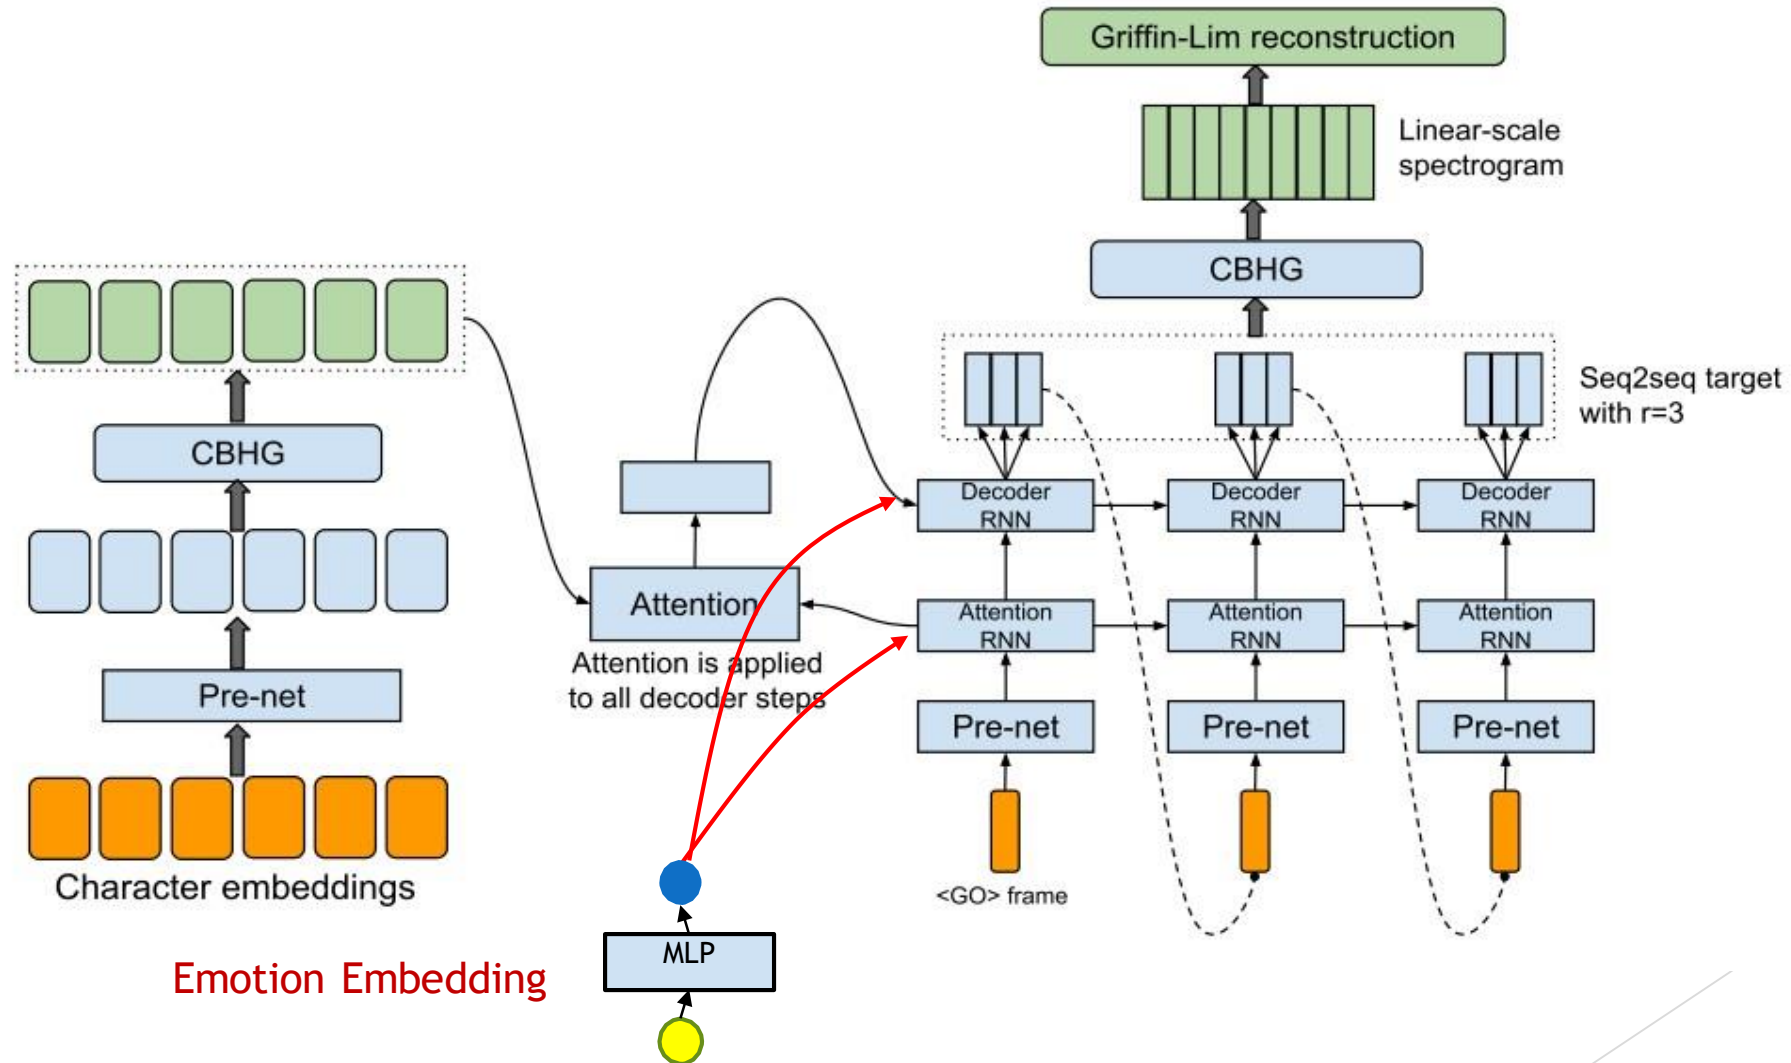 Griffin-Lim reconstruction
Linear-scale
spectrogram
CBHG
Seq2seq target
with r=3
CBHG
Pre-net
Character embeddings
Attention
Attention is applied
to all decoder steps
Decoder
RNN
Decoder
RNN
Decoder
RNN
Attention
RNN
Attention
RNN
Attention
RNN
Pre-net
Pre-net
Pre-net
<GO> frame
MLP
Emotion Embedding